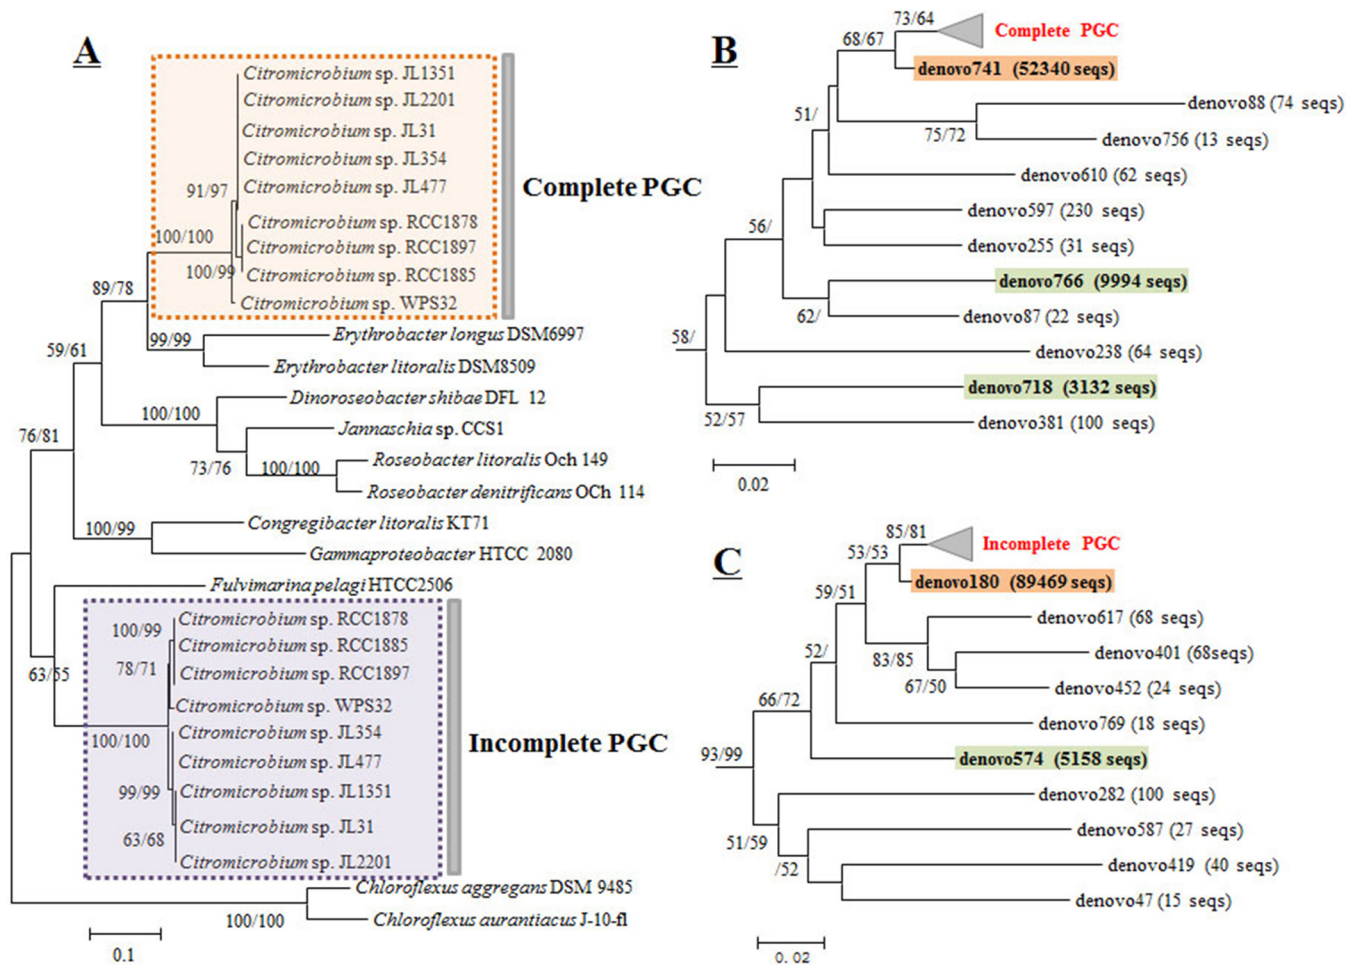 A
Citromicrobium sp. JL1351
Citromicrobium sp. JL2201
Citromicrobium sp. JL31
Citromicrobium sp. JL354
Citromicrobium sp. JL477
Citromicrobium sp. RCC1878
Citromicrobium sp. RCC1897
Citromicrobium sp. RCC1885
Citromicrobium sp. WPS32
91/97
100/100
100/99
Complete PGC
89/78
99/99
Erythrobacter longus DSM6997
Erythrobacter litoralis DSM8509
59/61
Dinoroseobacter shibae DFL 12
100/100
Jannaschia sp. CCS1
73/76
100/100
Roseobacter litoralis Och 149
Roseobacter denitrificans OCh 114
76/81
100/99
Congregibacter litoralis KT71
Gammaproteobacter HTCC 2080
Fulvimarina pelagi HTCC2506
63/55
Citromicrobium sp. RCC1878
Citromicrobium sp. RCC1885
Citromicrobium sp. RCC1897
Citromicrobium sp. WPS32
Citromicrobium sp. JL354
Citromicrobium sp. JL477
Citromicrobium sp. JL1351
Citromicrobium sp. JL31
Citromicrobium sp. JL2201
100/99
78/71
100/100
99/99
63/68
Incomplete PGC
Chloroflexus aggregans DSM 9485
100/100
Chloroflexus aurantiacus J-10-fl
0.1
B
73/64
Complete PGC
68/67
denovo741 (52340 seqs)
denovo88 (74 seqs)
51/
75/72
denovo756 (13 seqs)
denovo610 (62 seqs)
denovo597 (230 seqs)
56/
denovo255 (31 seqs)
denovo766 (9994 seqs)
62/
denovo87 (22 seqs)
58/
denovo238 (64 seqs)
denovo718 (3132 seqs)
52/57
denovo381 (100 seqs)
0.02
C
85/81
Incomplete PGC
53/53
denovo180 (89469 seqs)
59/51
denovo617 (68 seqs)
83/85
denovo401 (68seqs)
67/50
denovo452 (24 seqs)
52/
66/72
denovo769 (18 seqs)
93/99
denovo574 (5158 seqs)
denovo282 (100 seqs)
51/59
denovo587 (27 seqs)
/52
denovo419 (40 seqs)
denovo47 (15 seqs)
0.02